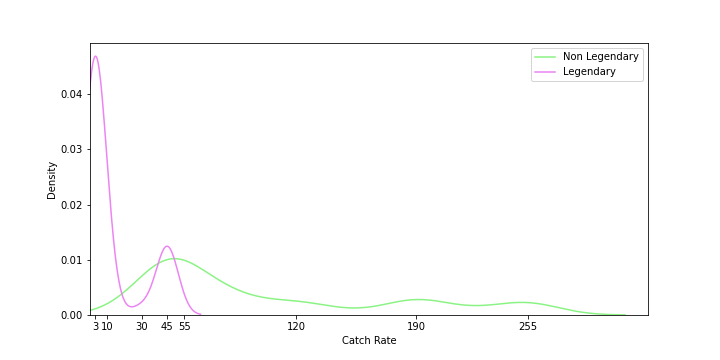 Non Legendary
Legendary
0.04
0.03
0.02
0.01
0.00
Density
3 10 30 45 55 120 190 255
Catch Rate